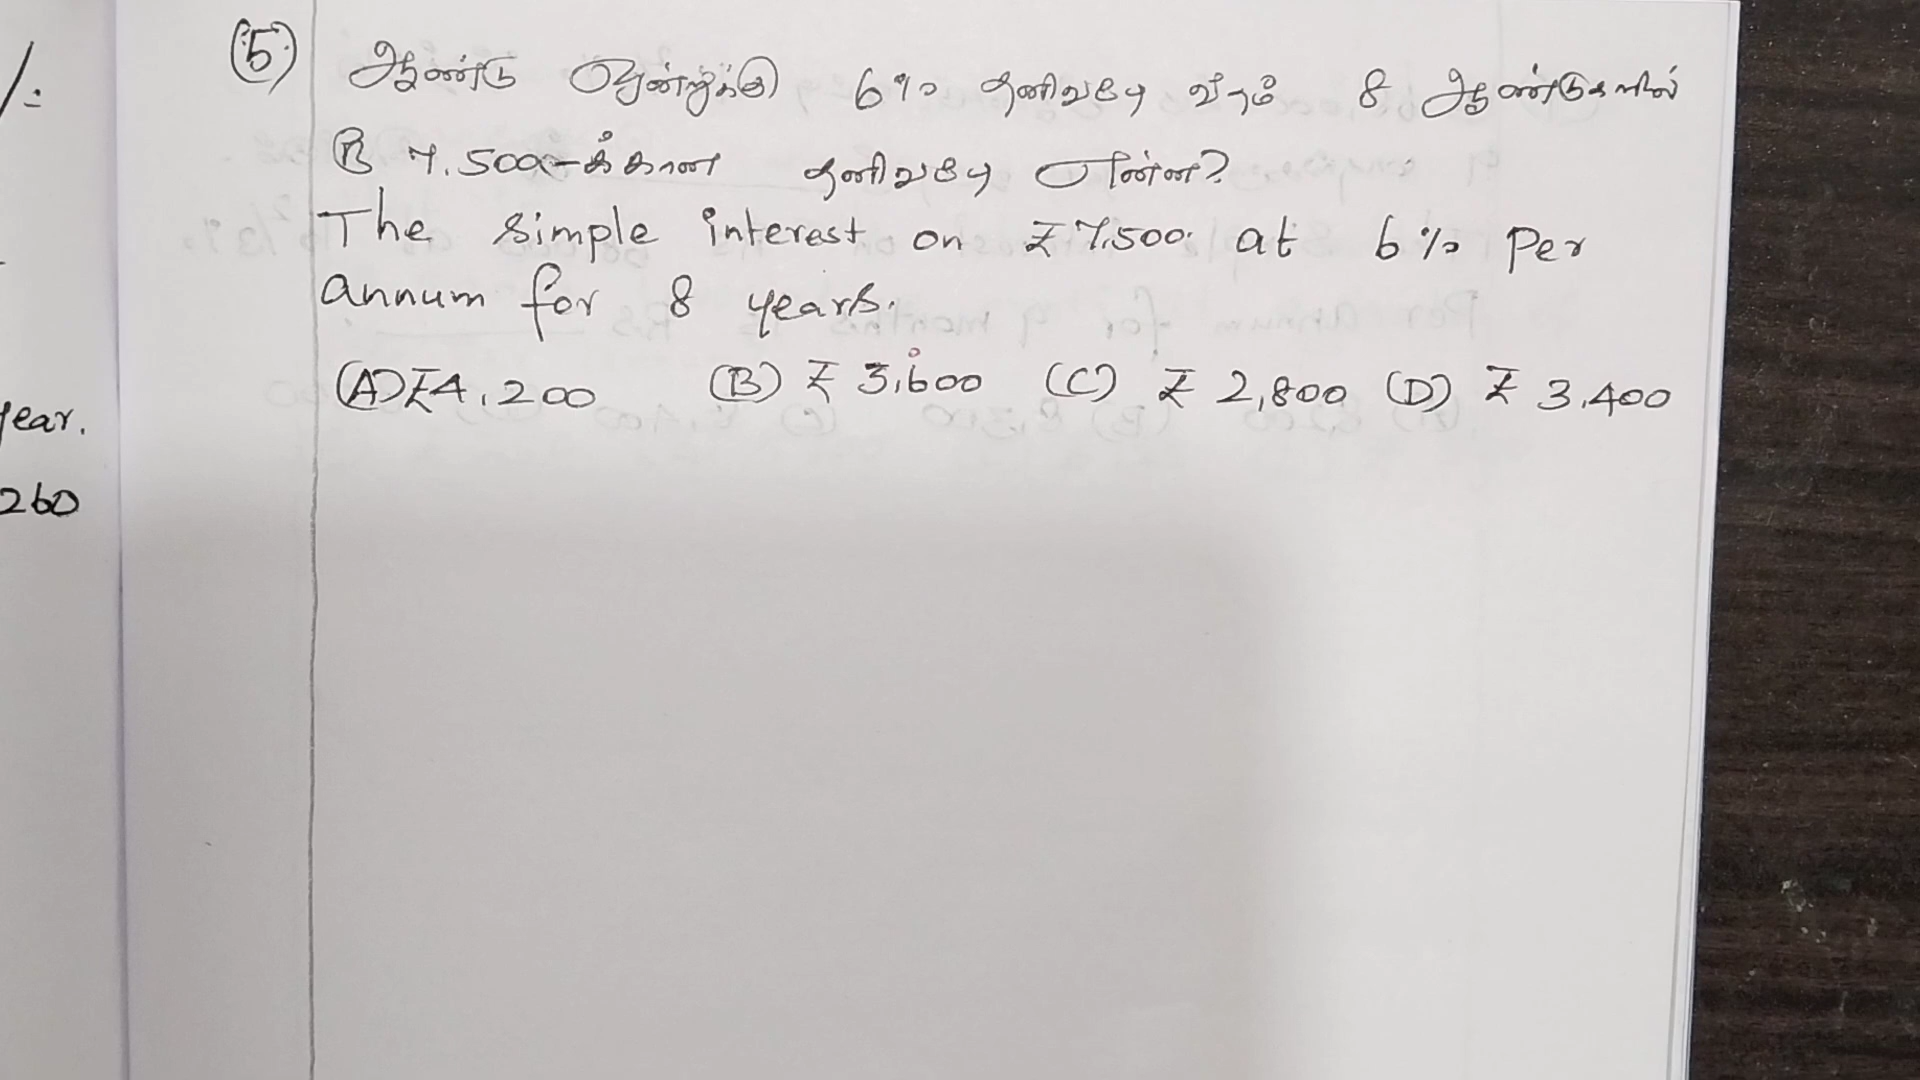 /-
year.
260
(5) ஆண்டு ஒன்றுக்கு 6% தனிவட்டி வீதம் 8 ஆண்டுகளில்
₹ 7,500-க்கான தனிவட்டி என்ன?
The simple interest on ₹7,500 at 6% per
annum for 8 years.
(A) ₹4,200 (B) ₹ 3,600 (C) ₹ 2,800 (D) ₹ 3,400